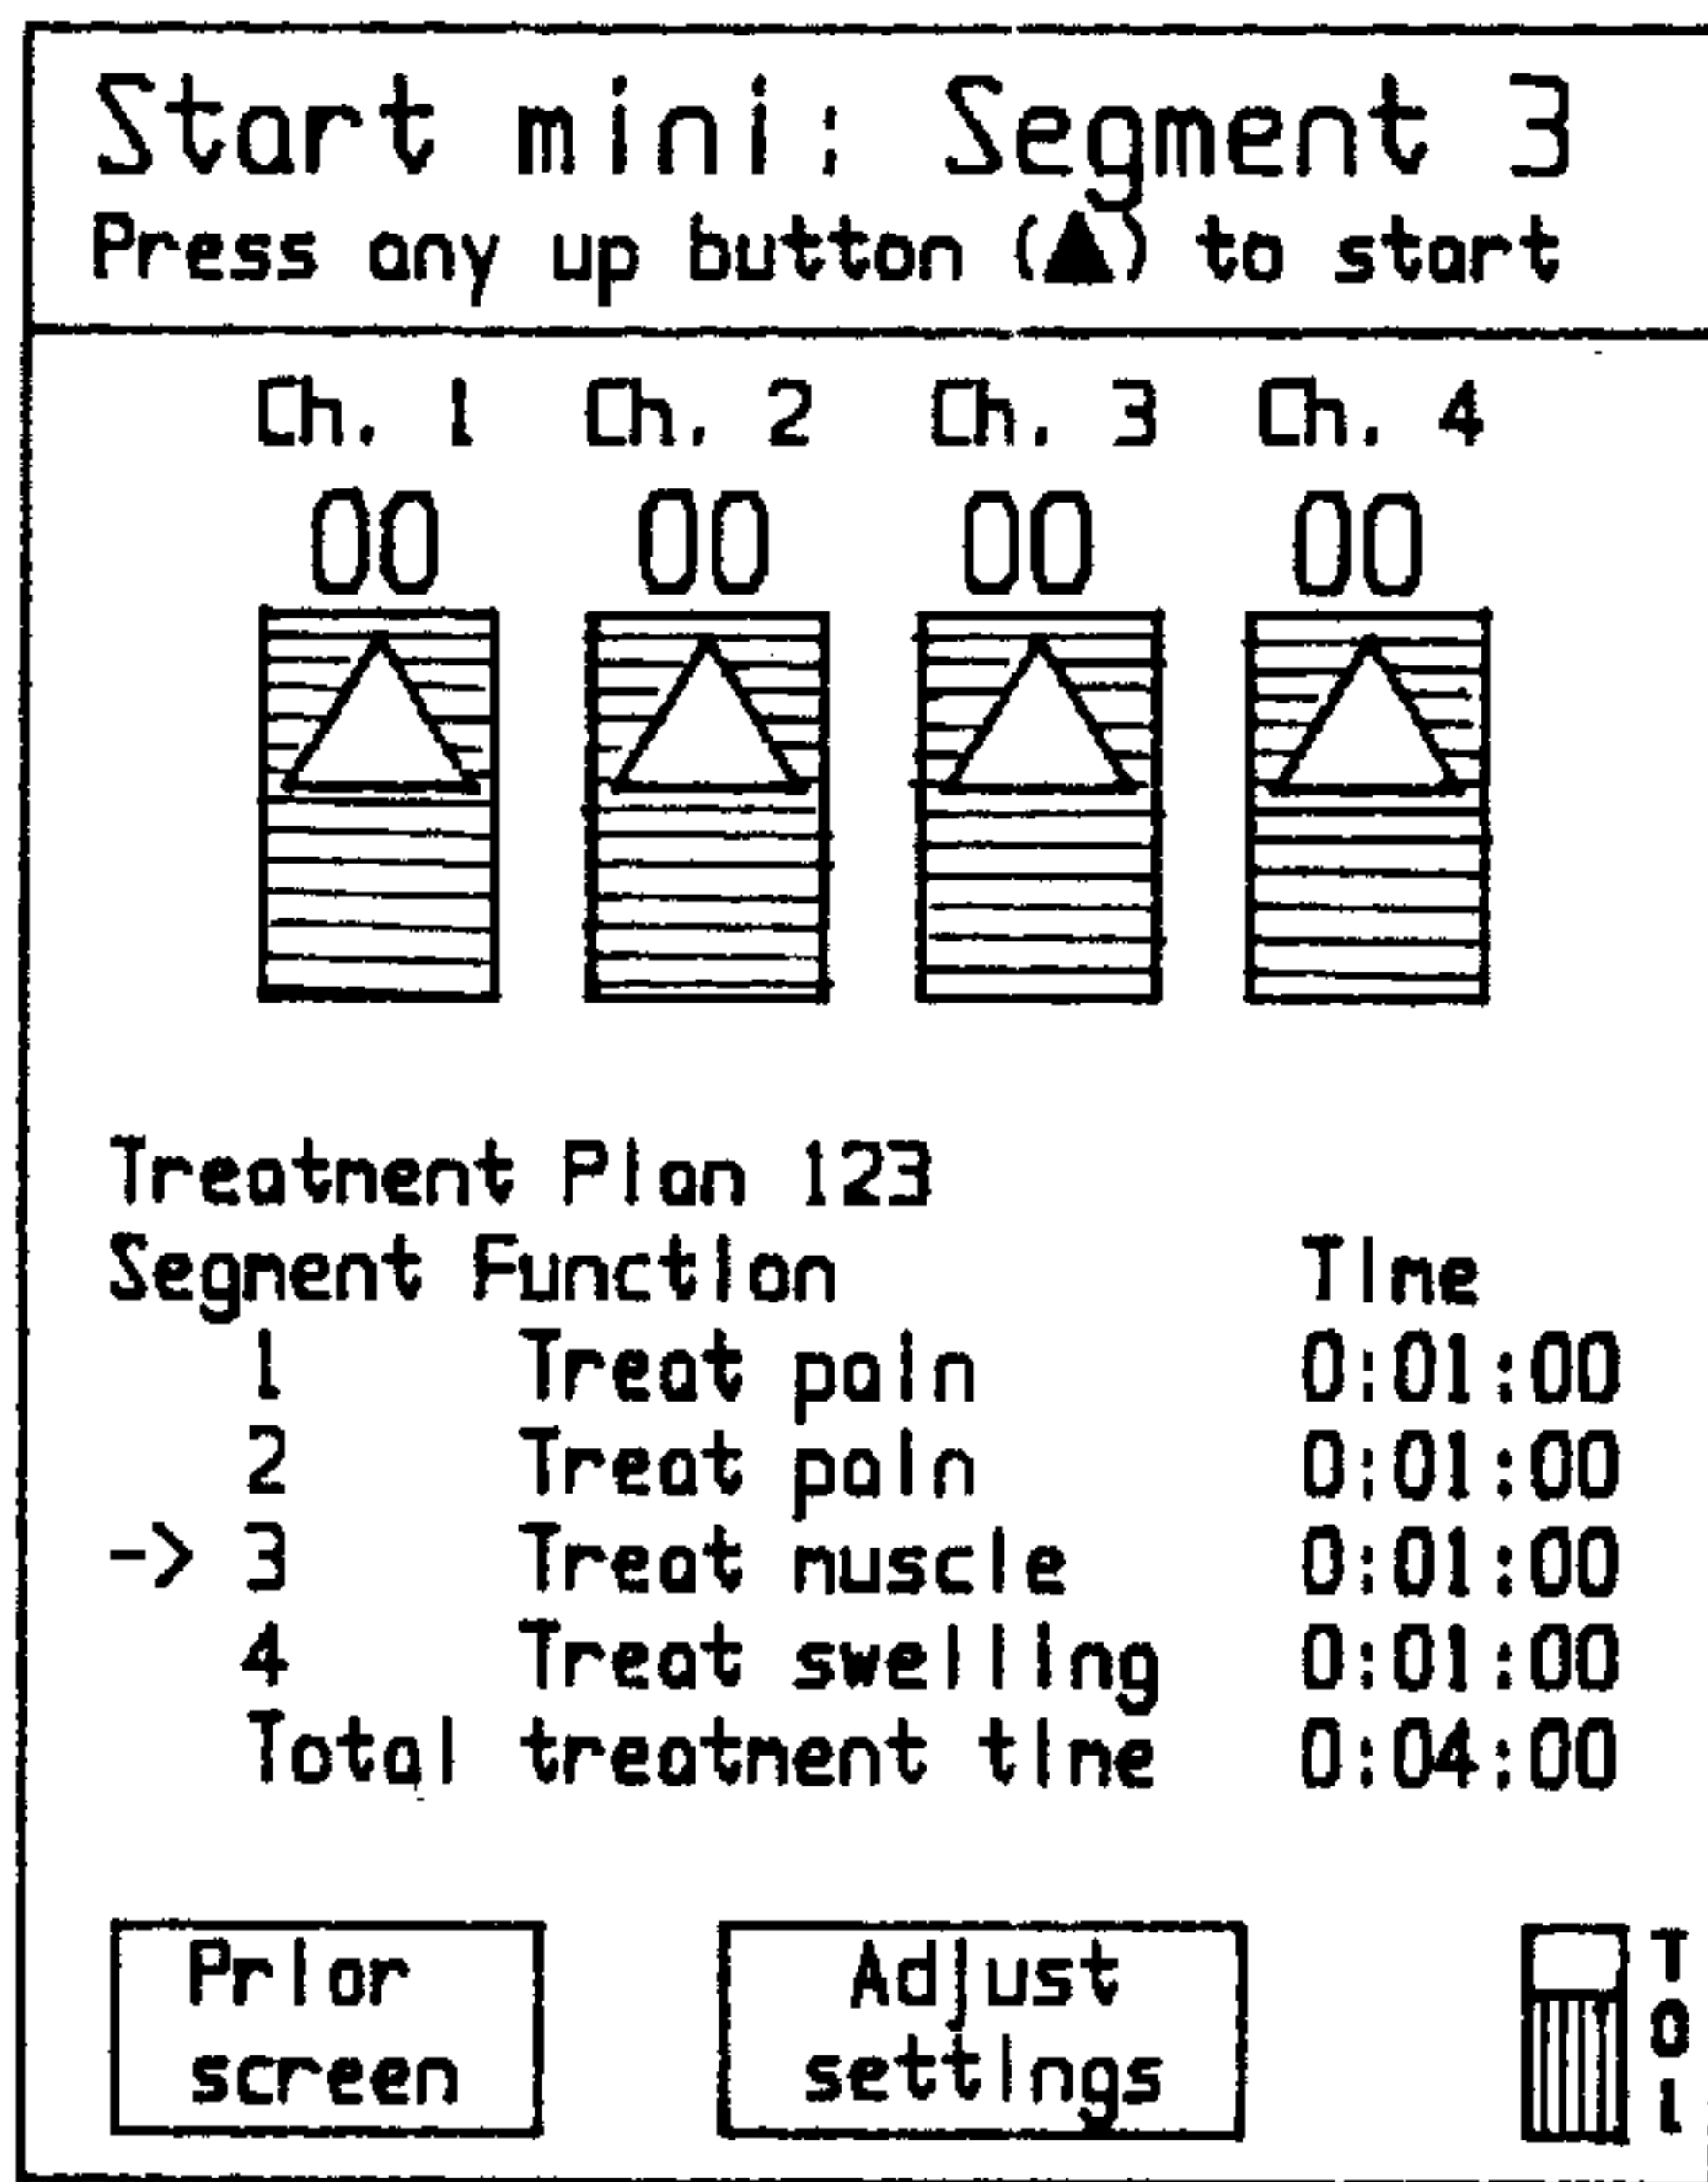 Start mini: Segment 3
Press any up button (▲) to start
Ch. 1 Ch. 2 Ch. 3 Ch. 4
00 00 00 00
Treatment Plan 123
Segment Function Time
1 Treat pain 0:01:00
2 Treat pain 0:01:00
-> 3 Treat muscle 0:01:00
4 Treat swelling 0:01:00
Total treatment time 0:04:00
Prior
screen
Adjust
settings
T
0
1